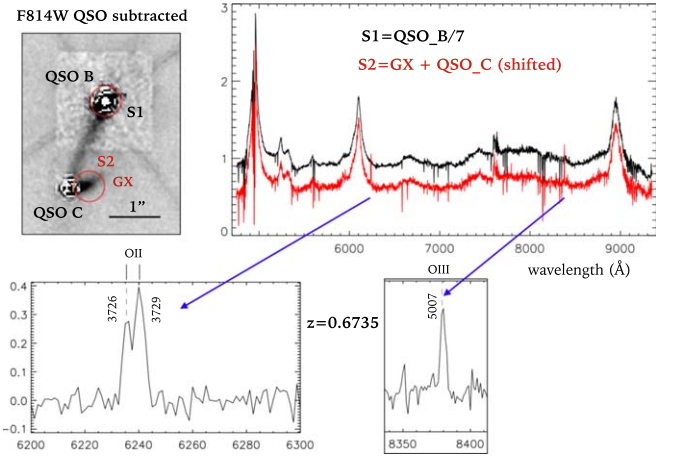 F814W QSO subtracted
QSO B
S1
S2
GX
QSO C
1”
S1=QSO_B/7
S2=GX + QSO_C (shifted)
3
2
1
0
6000 7000 8000 9000
wavelength (Å)
OII
3726 3729
0.4
0.3
0.2
0.1
0.0
-0.1
6200 6220 6240 6260 6280 6300
z=0.6735
OIII
5007
8350 8400